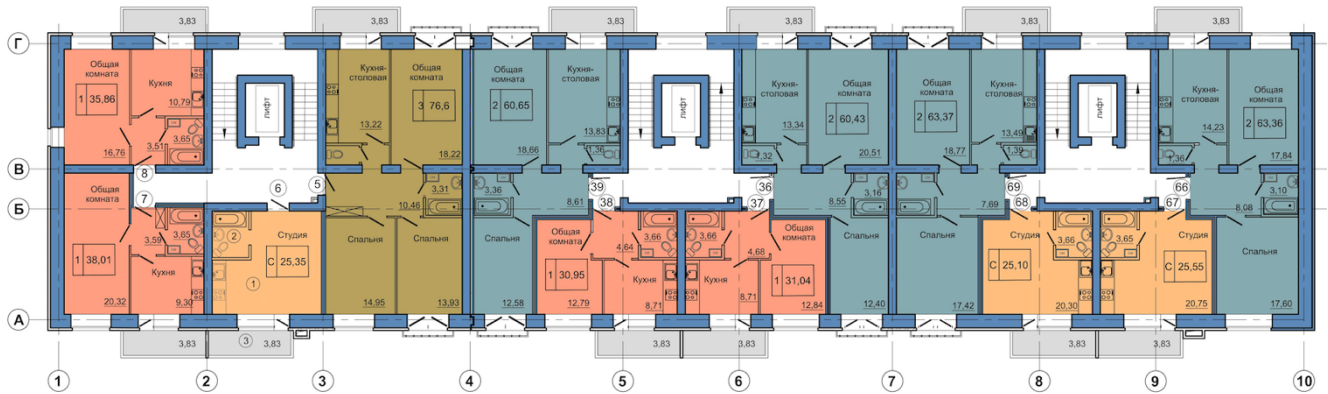 3,83 3,83 3,83 3,83 3,83 3,83
Г
Общая комната
Кухня
1 35,86
10,79
3,65
3,51
16,76
8
лифт
Кухня-столовая
Общая комната
3 76,6
13,22
18,22
Общая комната
Кухня-столовая
2 60,65
13,83
18,66
1,36
лифт
Кухня-столовая
Общая комната
2 60,43
13,34
1,32
20,51
Общая комната
Кухня-столовая
2 63,37
13,49
18,77
1,39
лифт
Кухня-столовая
Общая комната
2 63,36
14,23
1,36
17,84
В
Б
Общая комната
7
3,65
3,59
1 38,01
Кухня
20,32
9,30
6
5
2
Студия
С 25,35
1
3,31
10,46
Спальня
Спальня
14,95
13,93
3,36
8,61
Спальня
12,58
39
38
Общая комната
3,66
4,64
1 30,95
Кухня
12,79
8,71
36
37
3,66
4,68
Общая комната
Кухня
1 31,04
8,71
12,84
3,16
8,55
Спальня
12,40
7,69
Спальня
17,42
69
68
Студия
3,66
С 25,10
20,30
66
67
3,65
Студия
С 25,55
20,75
3,10
8,08
Спальня
17,60
А
3,83 3 3,83 3,83 3,83 3,83 3,83
1 2 3 4 5 6 7 8 9 10